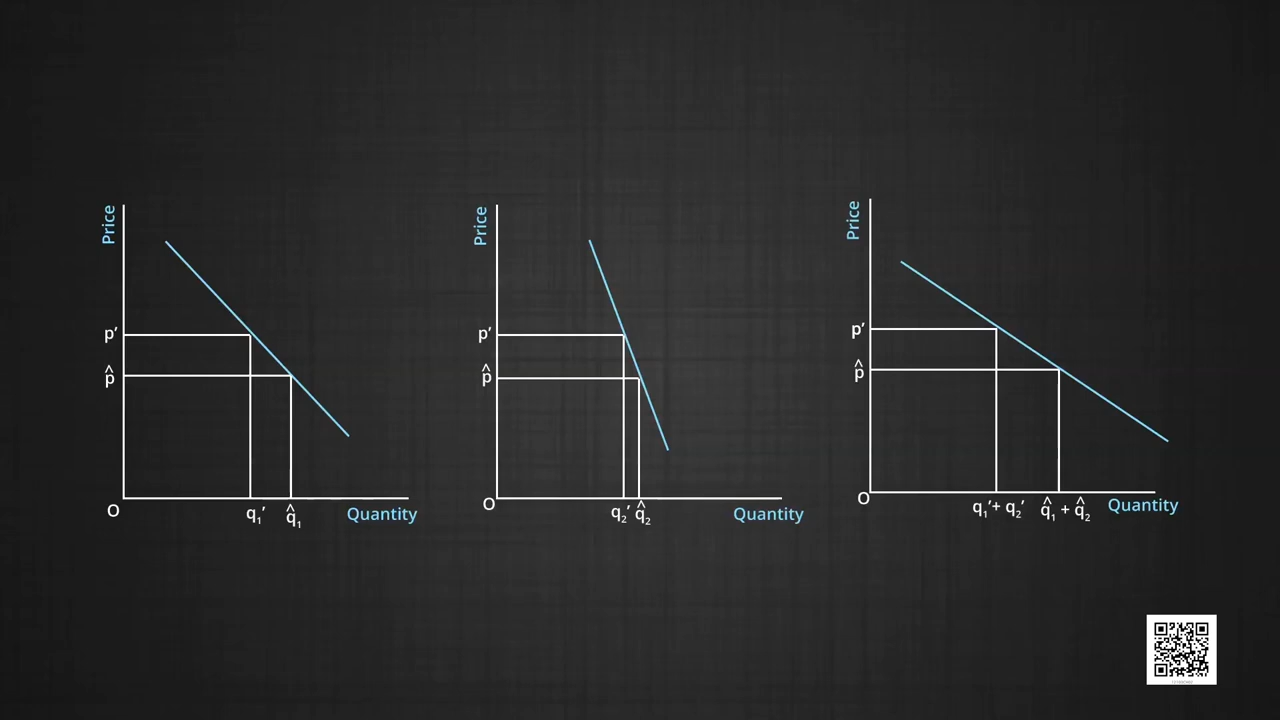 Price
p′
p̂
O
q₁′
q̂₁
Quantity
Price
p′
p̂
O
q₂′
q̂₂
Quantity
Price
p′
p̂
O
q₁′+ q₂′
q̂₁ + q̂₂
Quantity